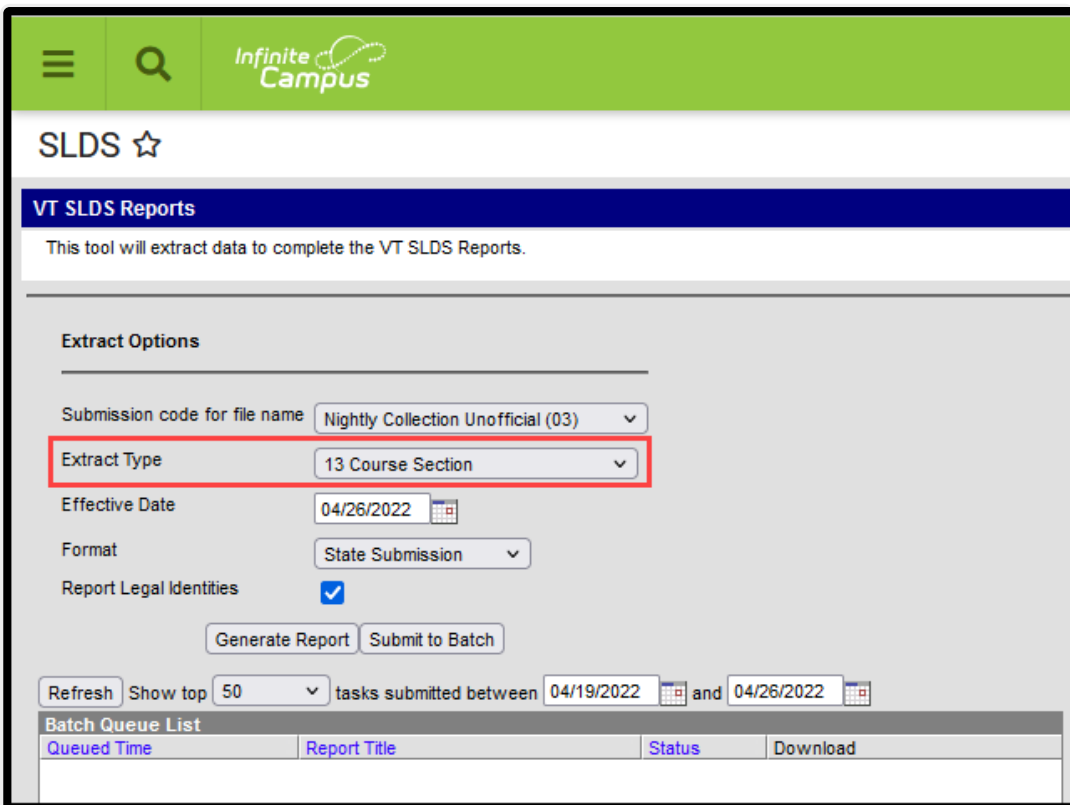 Infinite
Campus
SLDS
VT SLDS Reports
This tool will extract data to complete the VT SLDS Reports.
Extract Options
Submission code for file name Nightly Collection Unofficial (03)
Extract Type 13 Course Section
Effective Date 04/26/2022
Format State Submission
Report Legal Identities
Generate Report Submit to Batch
Refresh Show top 50 tasks submitted between 04/19/2022 and 04/26/2022
Batch Queue List
Queued Time Report Title Status Download